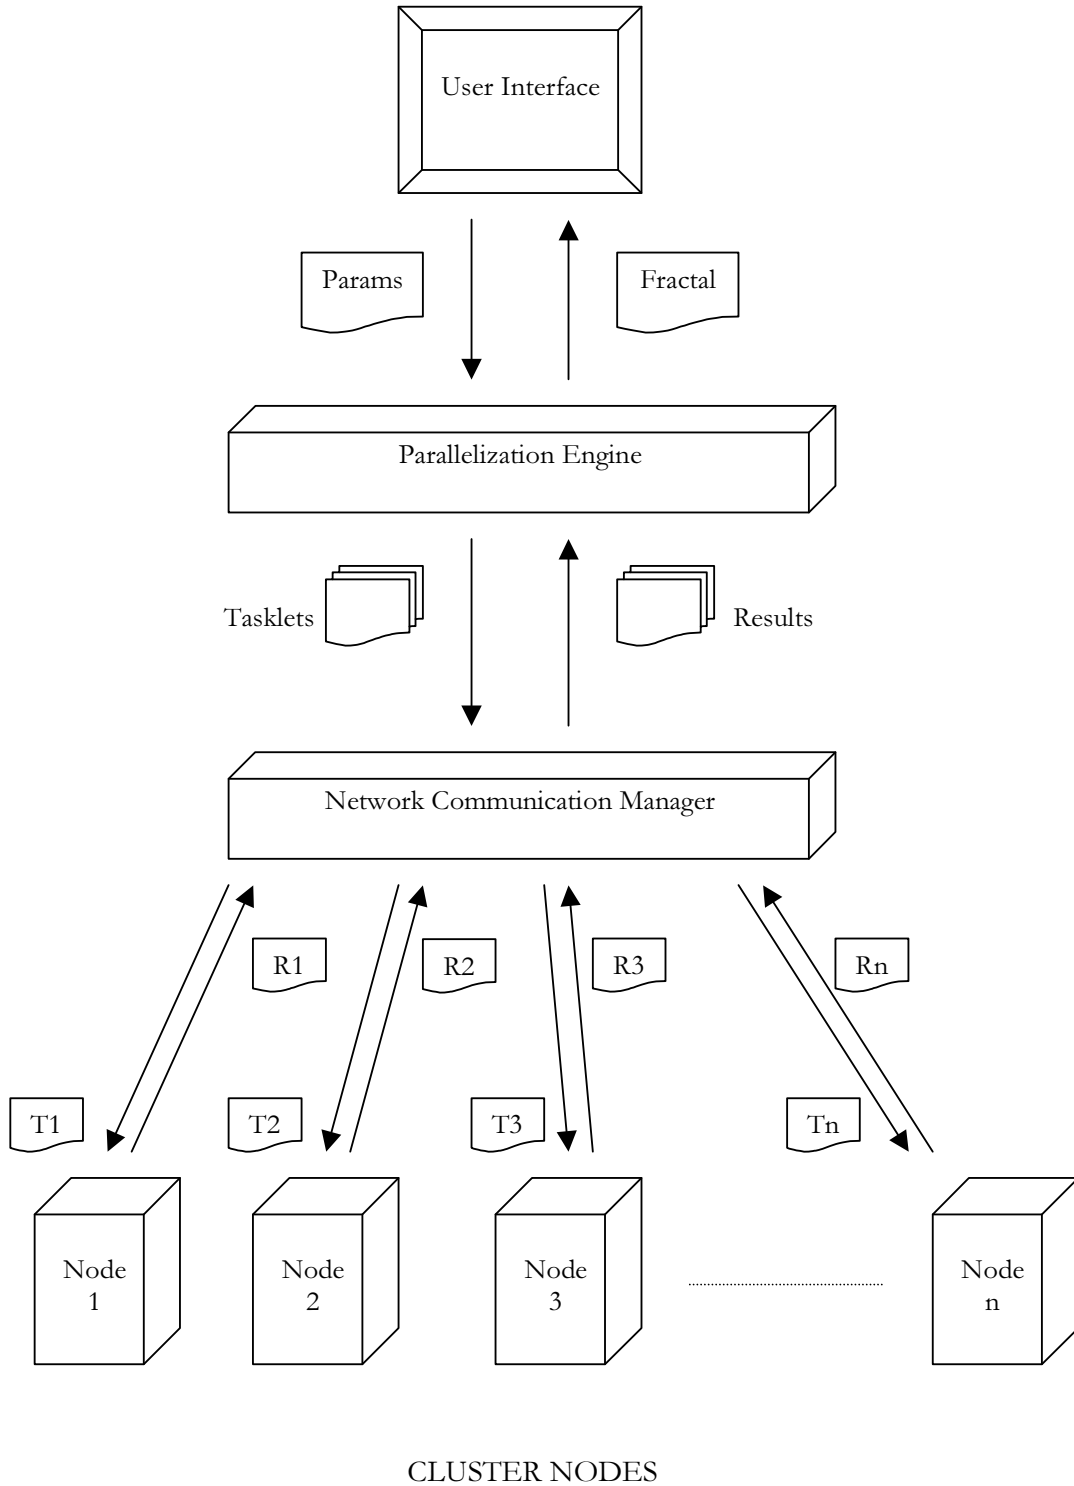 User Interface
Params
Fractal
Parallelization Engine
Tasklets
Results
Network Communication Manager
R1
R2
R3
Rn
T1
T2
T3
Tn
Node
1
Node
2
Node
3
Node
n
CLUSTER NODES